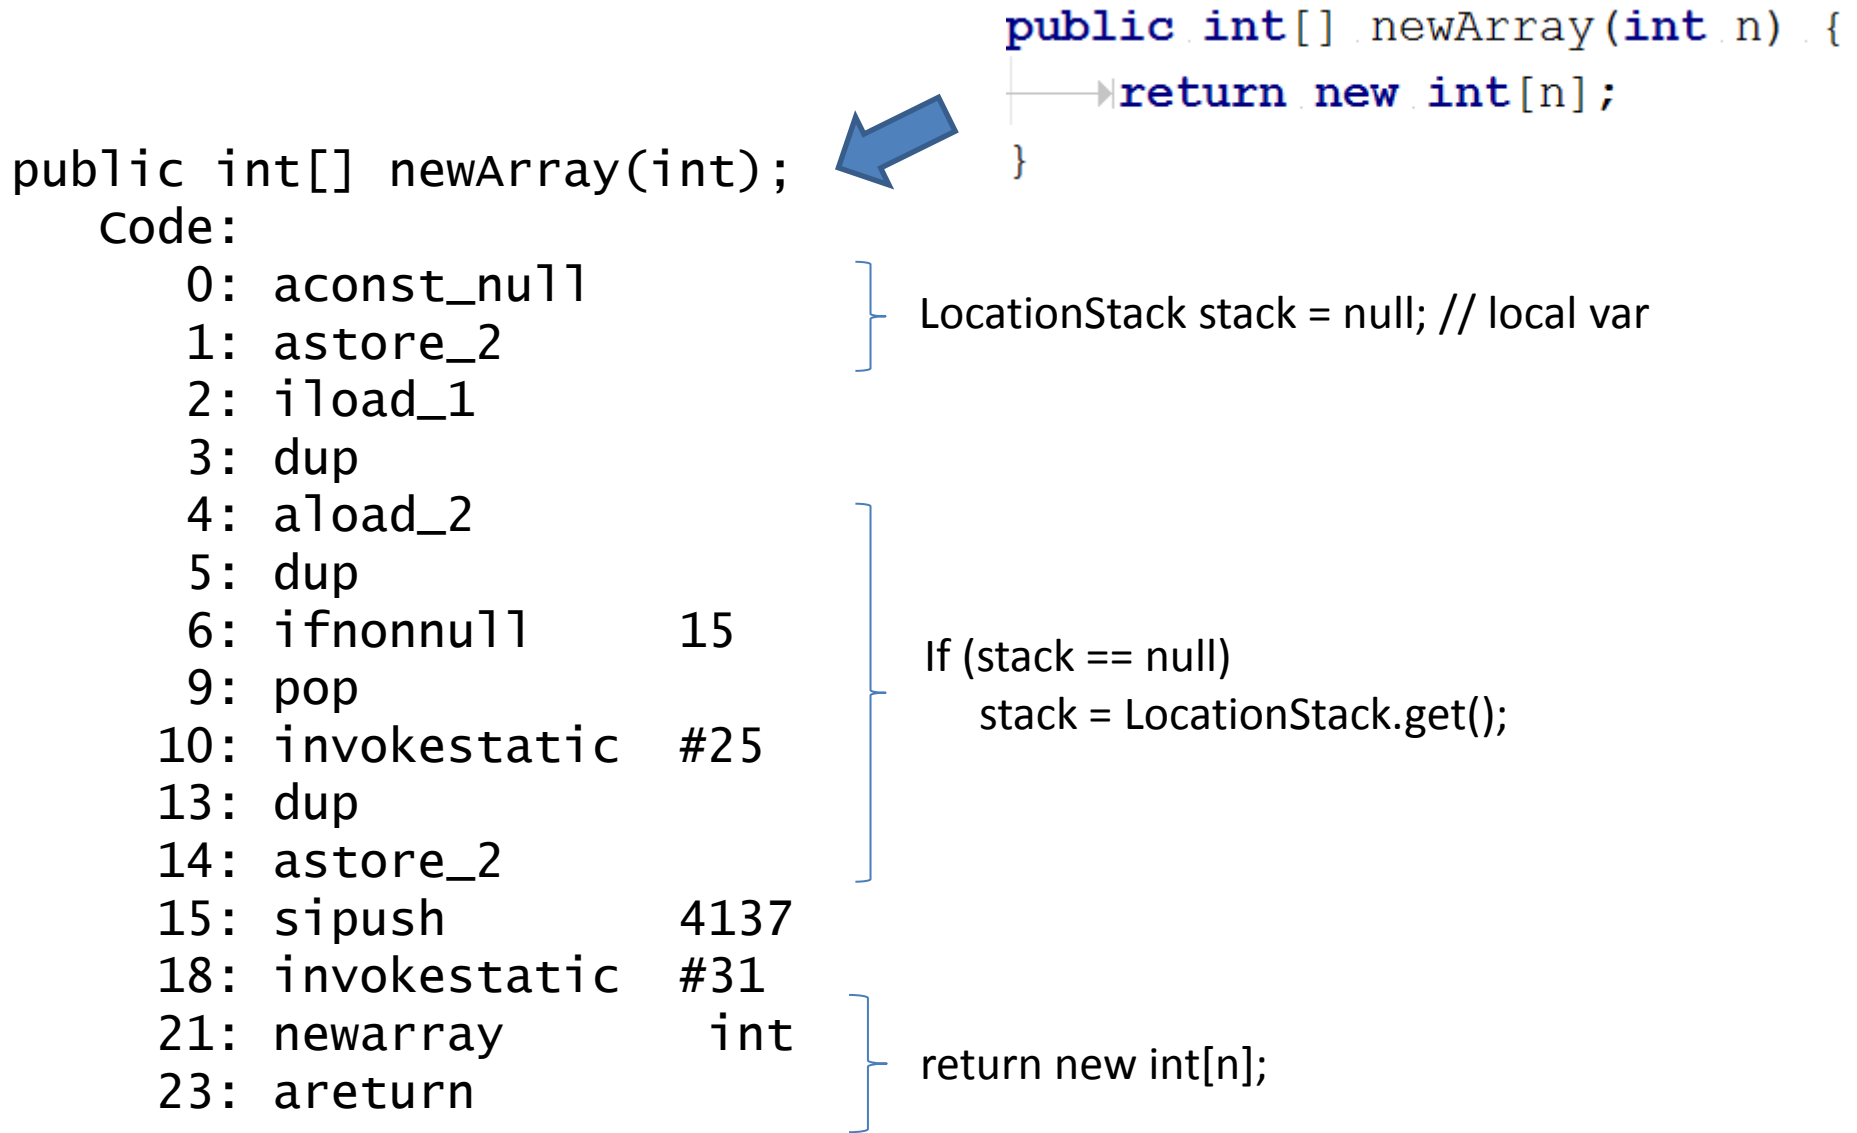 public int[] newArray(int n) {
return new int[n];
}
public int[] newArray(int);
Code:
0: aconst_null
1: astore_2
LocationStack stack = null; // local var
2: iload_1
3: dup
4: aload_2
5: dup
6: ifnonnull 15
9: pop
10: invokestatic #25
13: dup
14: astore_2
If (stack == null)
stack = LocationStack.get();
15: sipush 4137
18: invokestatic #31
21: newarray int
23: areturn
return new int[n];